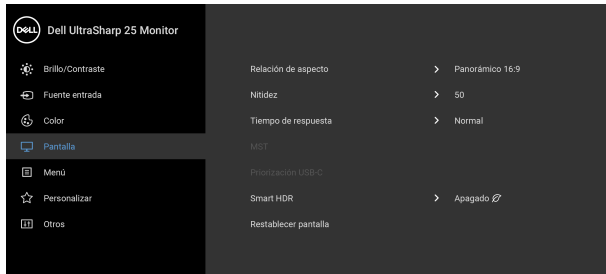 DELL
Dell UltraSharp 25 Monitor
Brillo/Contraste
Fuente entrada
Color
Pantalla
Menú
Personalizar
Otros
Relación de aspecto > Panorámico 16:9
Nitidez > 50
Tiempo de respuesta > Normal
MST
Priorización USB-C
Smart HDR > Apagado
Restablecer pantalla